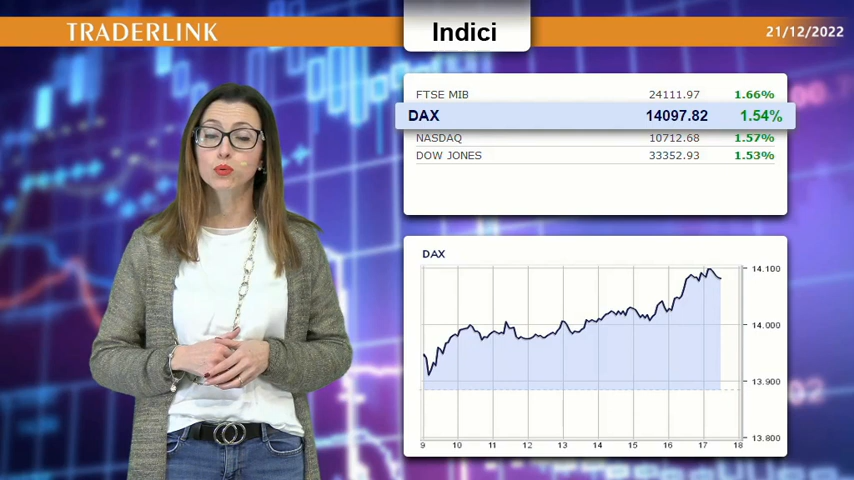 TRADERLINK
Indici
21/12/2022
FTSE MIB 24111.97 1.66%
DAX 14097.82 1.54%
NASDAQ 10712.68 1.57%
DOW JONES 33352.93 1.53%
DAX
14.100
14.000
13.900
13.800
9 10 11 12 13 14 15 16 17 18